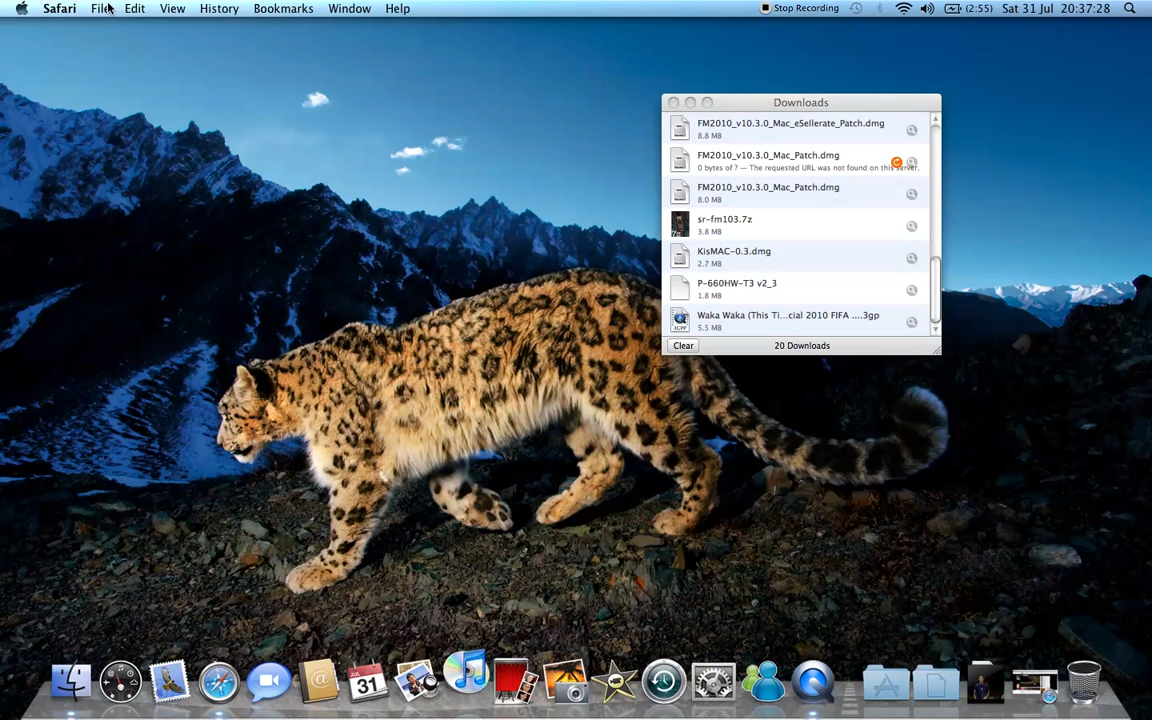 Safari File Edit View History Bookmarks Window Help Stop Recording (2:55) Sat 31 Jul 20:37:28
Downloads
FM2010_v10.3.0_Mac_eSellerate_Patch.dmg
8.8 MB
FM2010_v10.3.0_Mac_Patch.dmg
0 bytes of ? — The requested URL was not found on this server.
FM2010_v10.3.0_Mac_Patch.dmg
8.0 MB
sr-fm103.7z
3.8 MB
KisMAC-0.3.dmg
2.7 MB
P-660HW-T3 v2_3
1.8 MB
Waka Waka (This Ti...cial 2010 FIFA ....3gp
5.5 MB
Clear 20 Downloads
3GPP
JUL
31